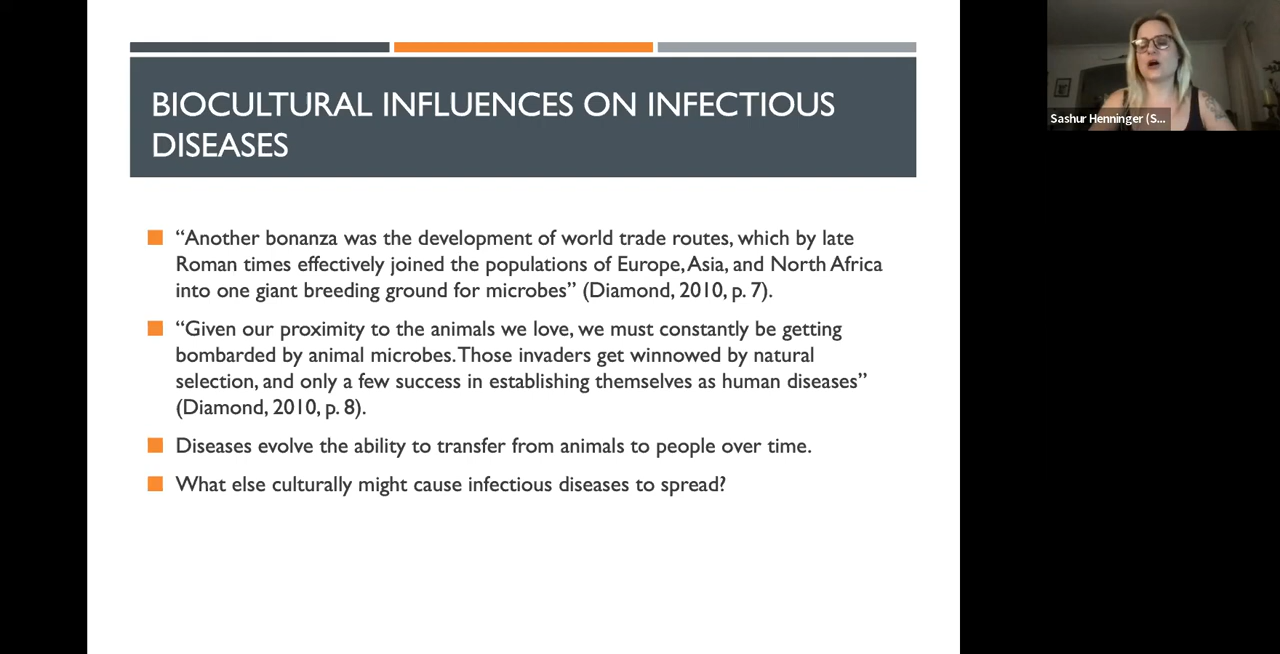 BIOCULTURAL INFLUENCES ON INFECTIOUS
DISEASES
“Another bonanza was the development of world trade routes, which by late
Roman times effectively joined the populations of Europe, Asia, and North Africa
into one giant breeding ground for microbes” (Diamond, 2010, p. 7).
“Given our proximity to the animals we love, we must constantly be getting
bombarded by animal microbes. Those invaders get winnowed by natural
selection, and only a few success in establishing themselves as human diseases”
(Diamond, 2010, p. 8).
Diseases evolve the ability to transfer from animals to people over time.
What else culturally might cause infectious diseases to spread?
Sashur Henninger (S...